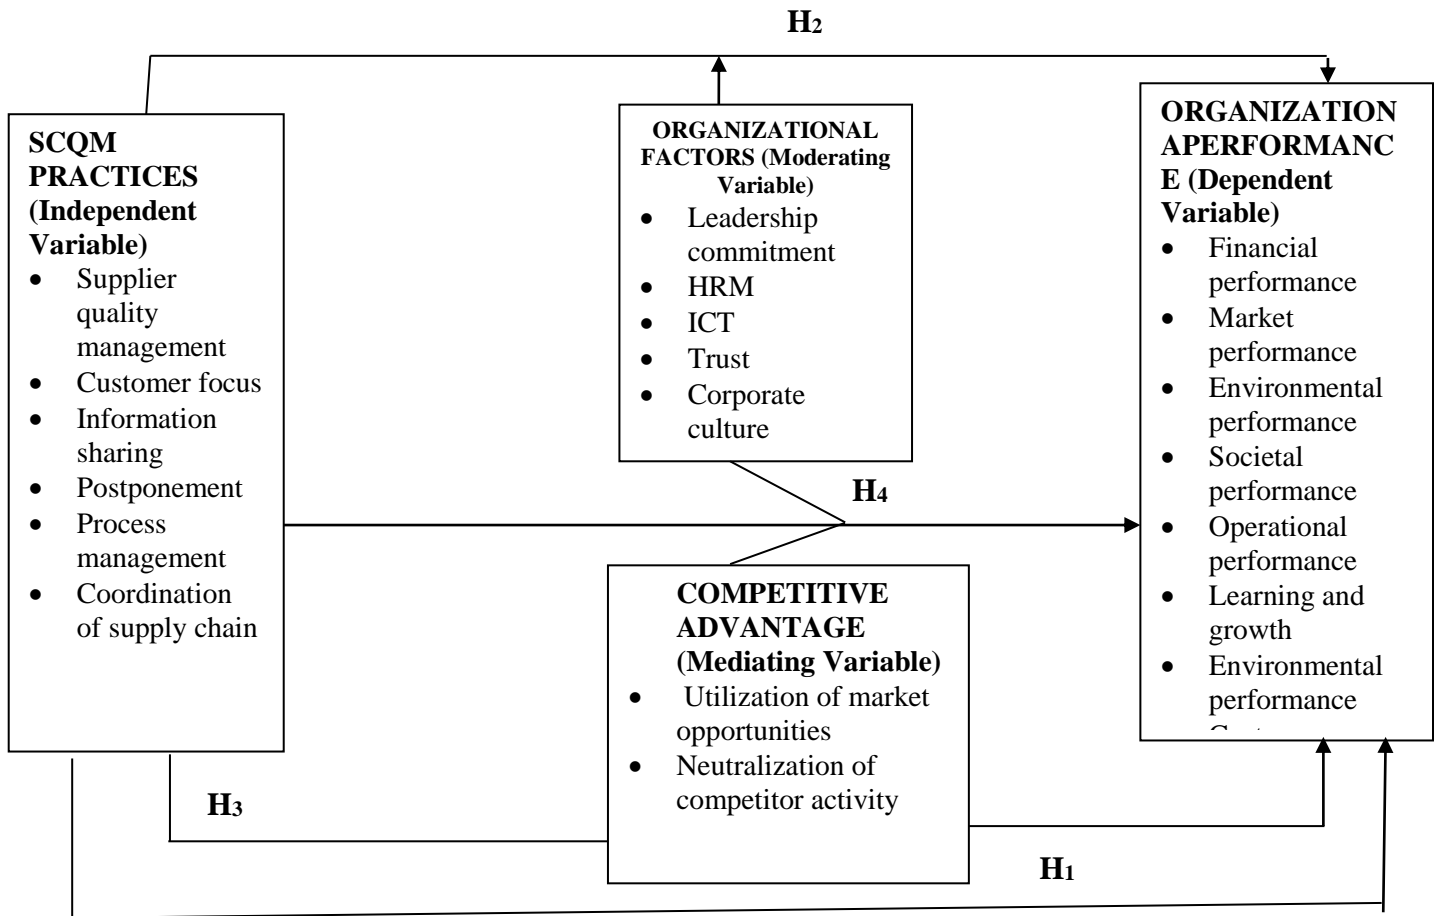 H2
SCQM
PRACTICES
(Independent
Variable)
• Supplier
quality
management
• Customer focus
• Information
sharing
• Postponement
• Process
management
• Coordination
of supply chain
ORGANIZATIONAL
FACTORS (Moderating
Variable)
• Leadership
commitment
• HRM
• ICT
• Trust
• Corporate
culture
ORGANIZATION
APERFORMANC
E (Dependent
Variable)
• Financial
performance
• Market
performance
• Environmental
performance
• Societal
performance
• Operational
performance
• Learning and
growth
• Environmental
performance
H4
COMPETITIVE
ADVANTAGE
(Mediating Variable)
• Utilization of market
opportunities
• Neutralization of
competitor activity
H3
H1